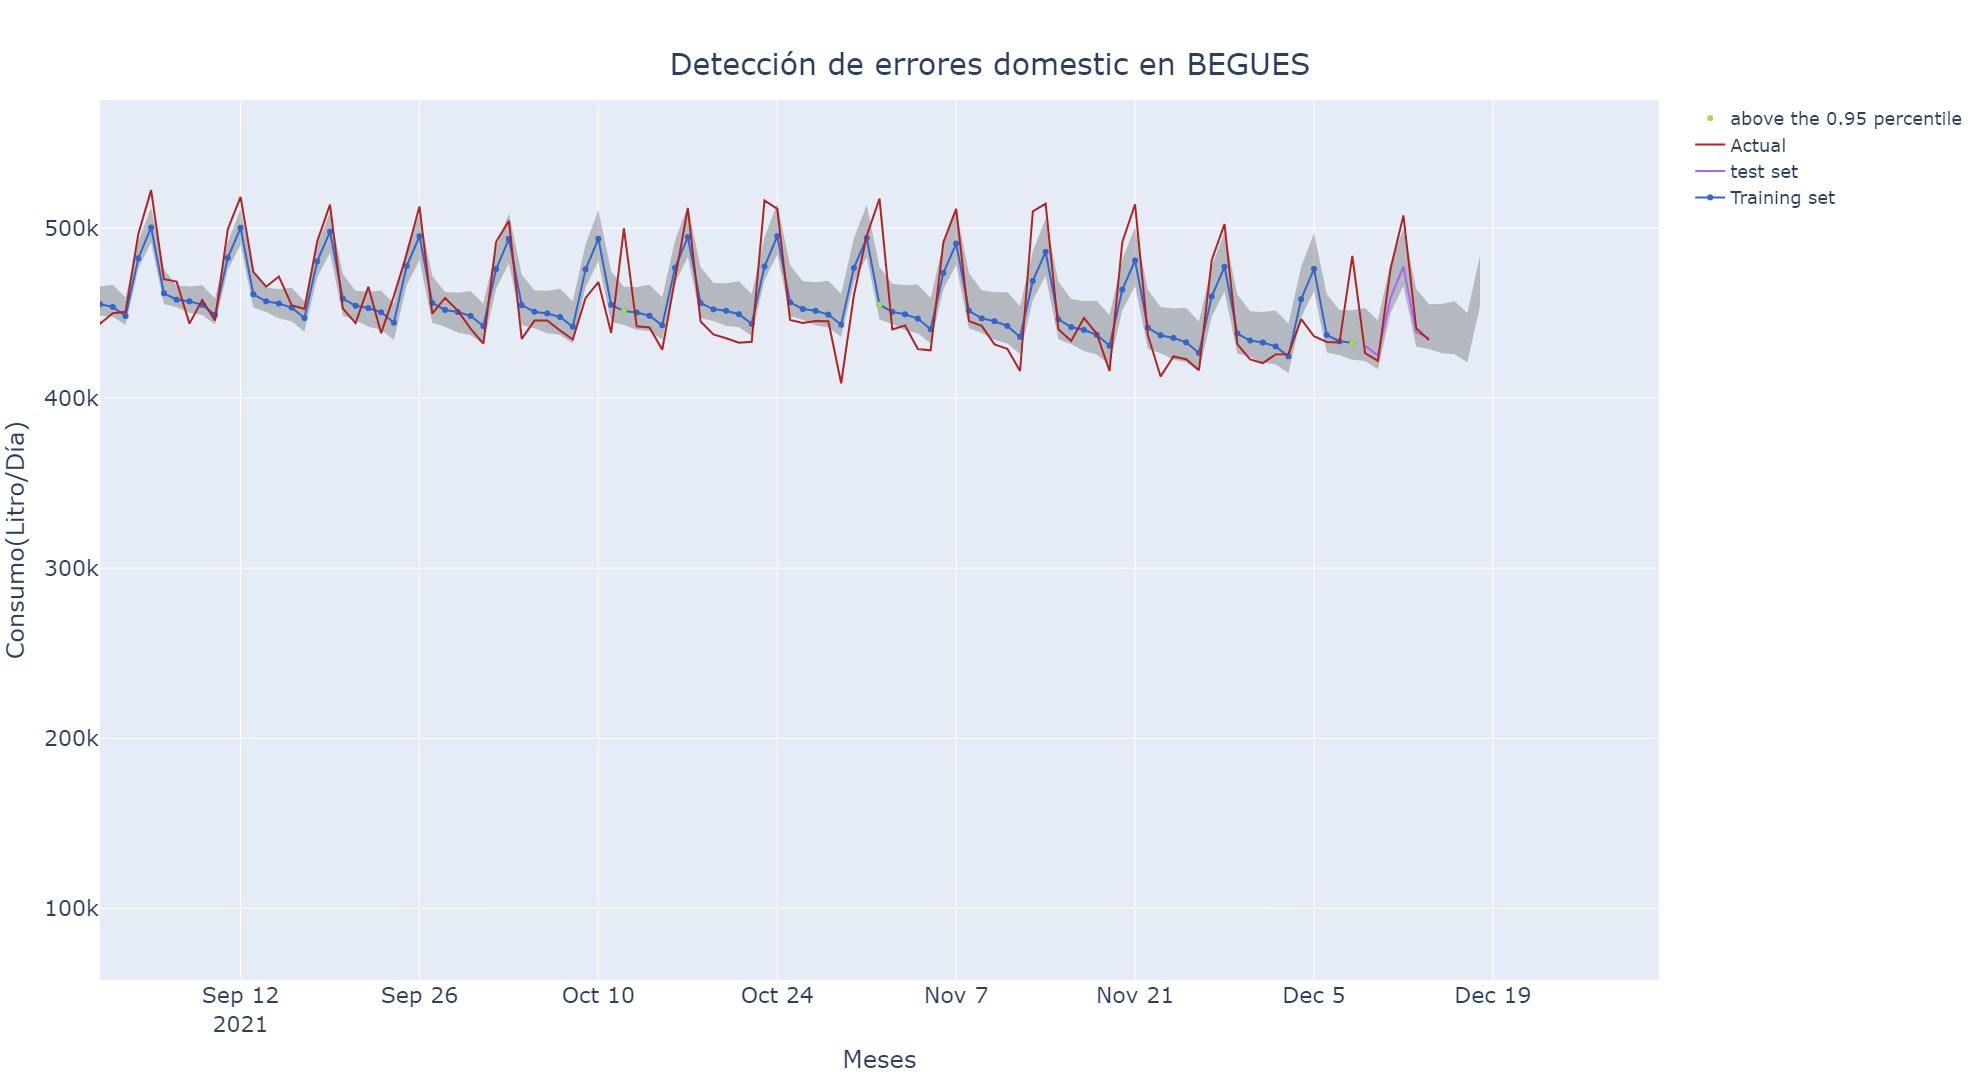 Detección de errores domestic en BEGUES
above the 0.95 percentile
Actual
test set
Training set
500k
400k
300k
200k
100k
Consumo(Litro/Día)
Sep 12
2021
Sep 26
Oct 10
Oct 24
Nov 7
Nov 21
Dec 5
Dec 19
Meses